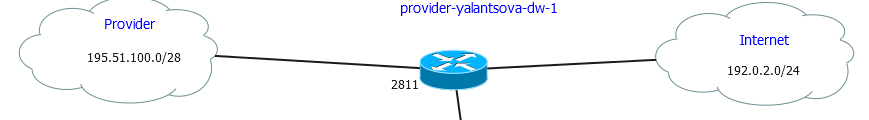 provider-yalantsova-dw-1
Provider
Internet
195.51.100.0/28
192.0.2.0/24
2811